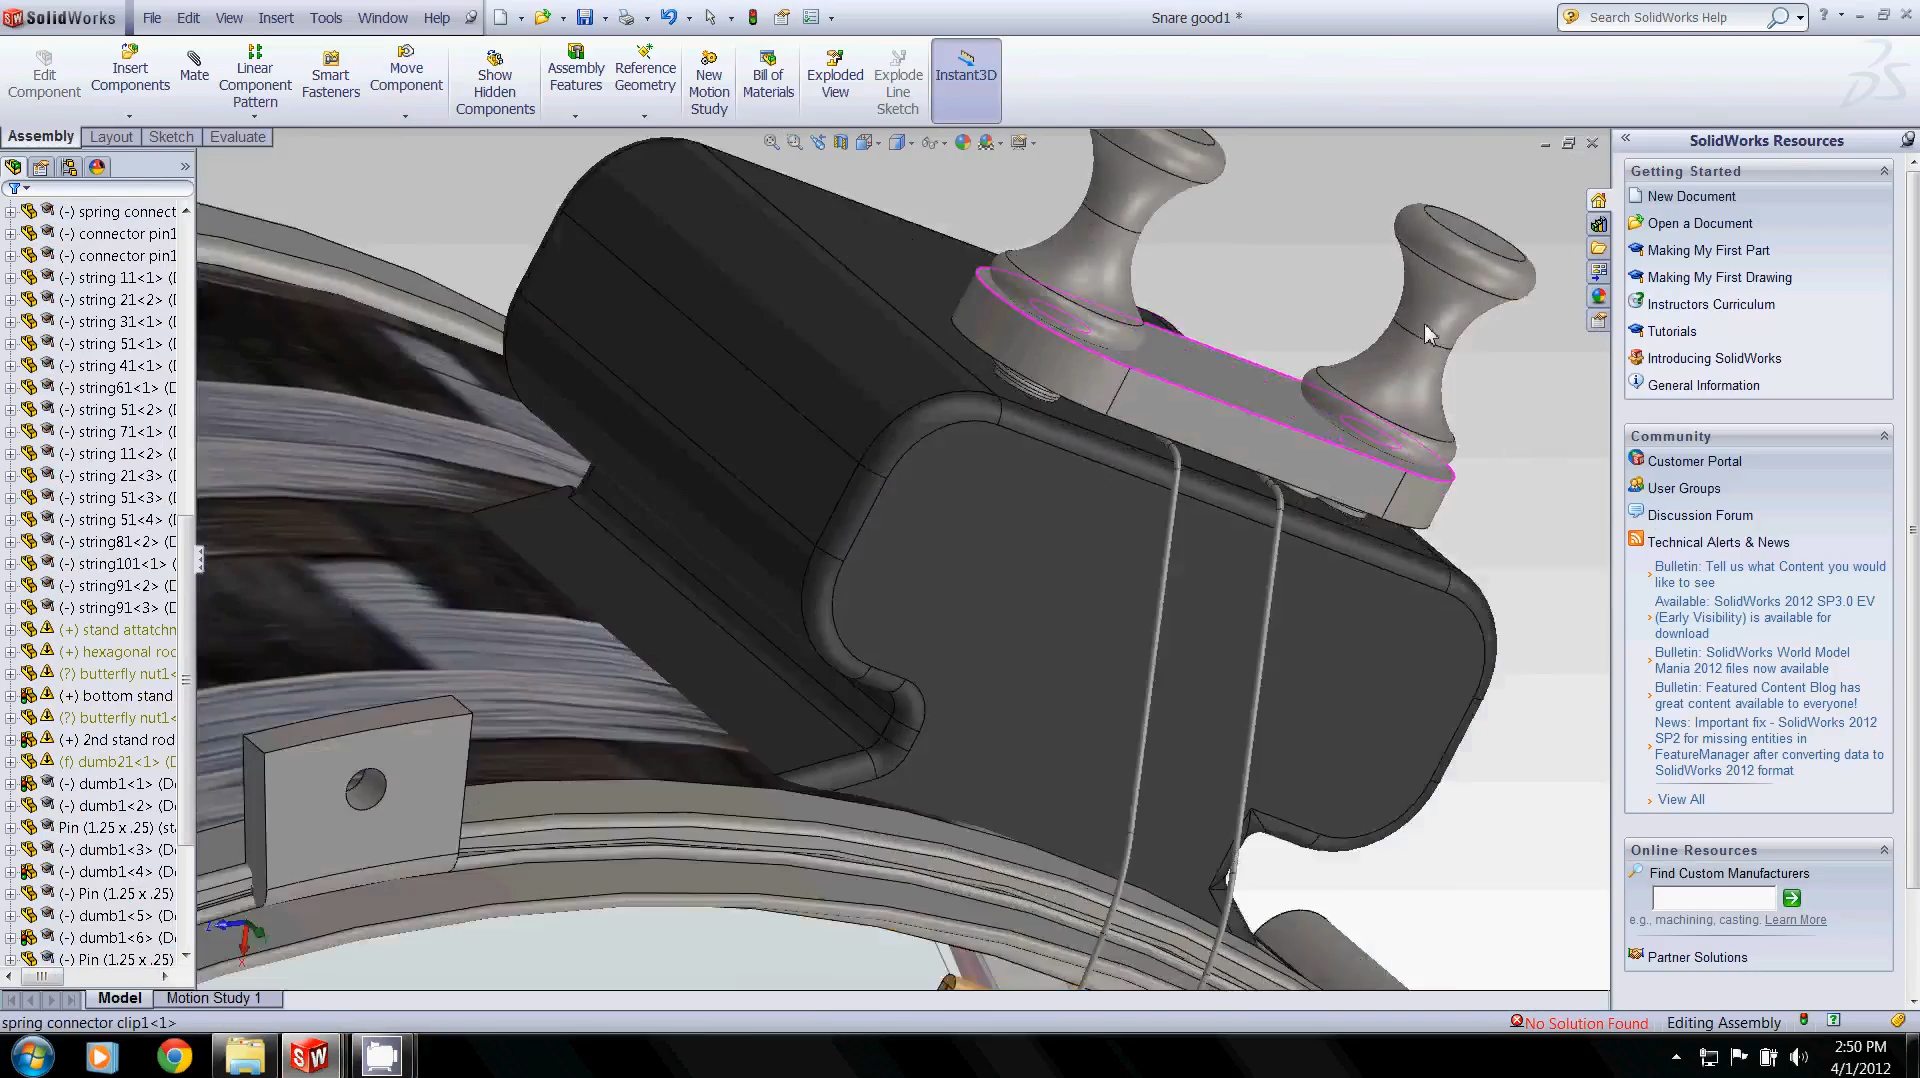 SolidWorks
File
Edit
View
Insert
Tools
Window
Help
Snare good1 *
Search SolidWorks Help
Edit Component
Insert Components
Mate
Linear Component Pattern
Smart Fasteners
Move Component
Show Hidden Components
Assembly Features
Reference Geometry
New Motion Study
Bill of Materials
Exploded View
Explode Line Sketch
Instant3D
Assembly
Layout
Sketch
Evaluate
(-) spring connect
(-) connector pin1
(-) connector pin1
(-) string 11<1> (D
(-) string 21<2> (D
(-) string 31<1> (D
(-) string 51<1> (D
(-) string 41<1> (D
(-) string61<1> (D
(-) string 51<2> (D
(-) string 71<1> (D
(-) string 11<2> (D
(-) string 21<3> (D
(-) string 51<3> (D
(-) string 51<4> (D
(-) string81<2> (D
(-) string101<1> (
(-) string91<2> (D
(-) string91<3> (D
(+) stand attatchn
(+) hexagonal roc
(?) butterfly nut1<
(+) bottom stand
(?) butterfly nut1<
(+) 2nd stand rod
(f) dumb21<1> (D
(-) dumb1<1> (D
(-) dumb1<2> (D
Pin (1.25 x .25) (st
(-) dumb1<3> (D
(-) dumb1<4> (D
(-) Pin (1.25 x .25)
(-) dumb1<5> (D
(-) dumb1<6> (D
(-) Pin (1.25 x .25)
Z
X
SolidWorks Resources
Getting Started
New Document
Open a Document
Making My First Part
Making My First Drawing
Instructors Curriculum
Tutorials
Introducing SolidWorks
General Information
Community
Customer Portal
User Groups
Discussion Forum
Technical Alerts & News
Bulletin: Tell us what Content you would
like to see
Available: SolidWorks 2012 SP3.0 EV
(Early Visibility) is available for
download
Bulletin: SolidWorks World Model
Mania 2012 files now available
Bulletin: Featured Content Blog has
great content available to everyone!
News: Important fix - SolidWorks 2012
SP2 for missing entities in
FeatureManager after converting data to
SolidWorks 2012 format
View All
Online Resources
Find Custom Manufacturers
e.g., machining, casting. Learn More
Partner Solutions
Model
Motion Study 1
spring connector clip1<1>
No Solution Found
Editing Assembly
2:50 PM
4/1/2012